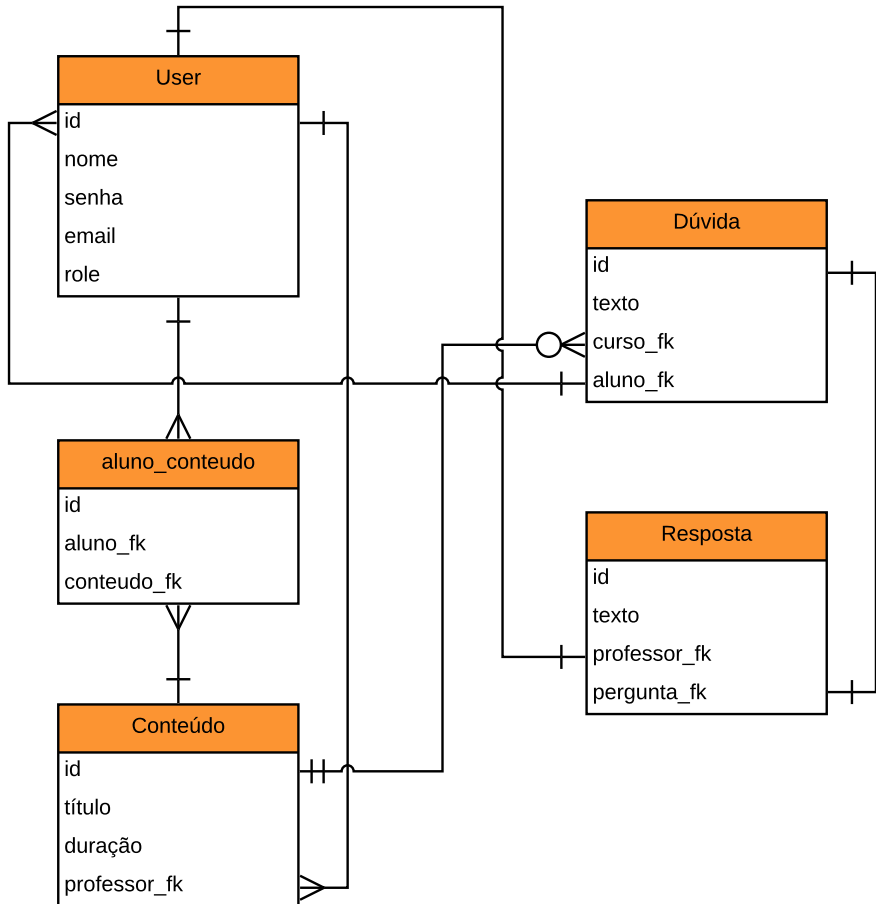 User
id
nome
senha
email
role
aluno_conteudo
id
aluno_fk
conteudo_fk
Conteúdo
id
título
duração
professor_fk
Dúvida
id
texto
curso_fk
aluno_fk
Resposta
id
texto
professor_fk
pergunta_fk